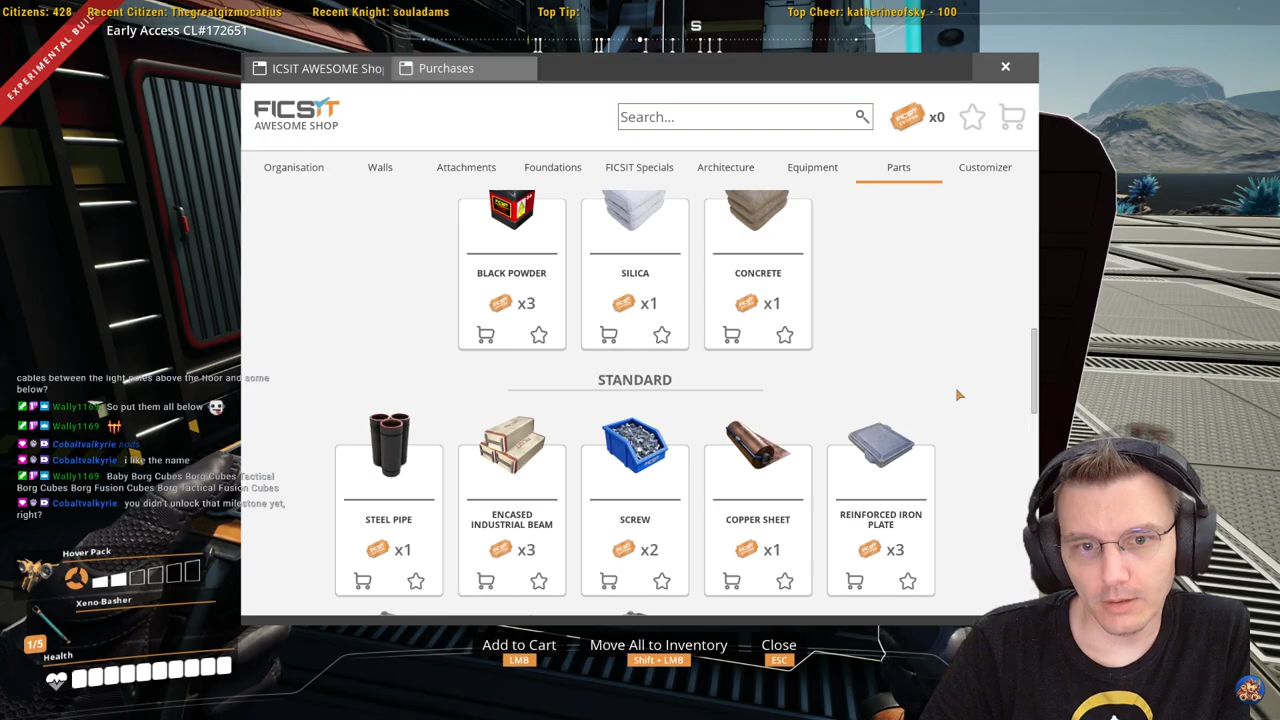 Citizens: 428
Recent Citizen: Thegreatgizmocatius
Recent Knight: souladams
Top Tip:
Top Cheer: katherineofsky - 100
EXPERIMENTAL BUILD
Early Access CL#172651
S
ICSIT AWESOME Sho
Purchases
FICSIT
AWESOME SHOP
Search...
x0
Organisation
Walls
Attachments
Foundations
FICSIT Specials
Architecture
Equipment
Parts
Customizer
BLACK POWDER
SILICA
CONCRETE
x3
x1
x1
STANDARD
STEEL PIPE
ENCASED
INDUSTRIAL BEAM
SCREW
COPPER SHEET
REINFORCED IRON
PLATE
x1
x3
x2
x1
x3
Add to Cart
Move All to Inventory
Close
LMB
Shift + LMB
ESC
cables between the light poles above the floor and some
below?
Wally1169: So put them all below
Wally1169:
Cobaltvalkyrie nods
Cobaltvalkyrie: i like the name
Wally1169: Baby Borg Cubes Borg Cubes Tactical
Borg Cubes Borg Fusion Cubes Borg Tactical Fusion Cubes
Cobaltvalkyrie: you didn't unlock that milestone yet,
right?
Hover Pack
Xeno Basher
1/5
Health